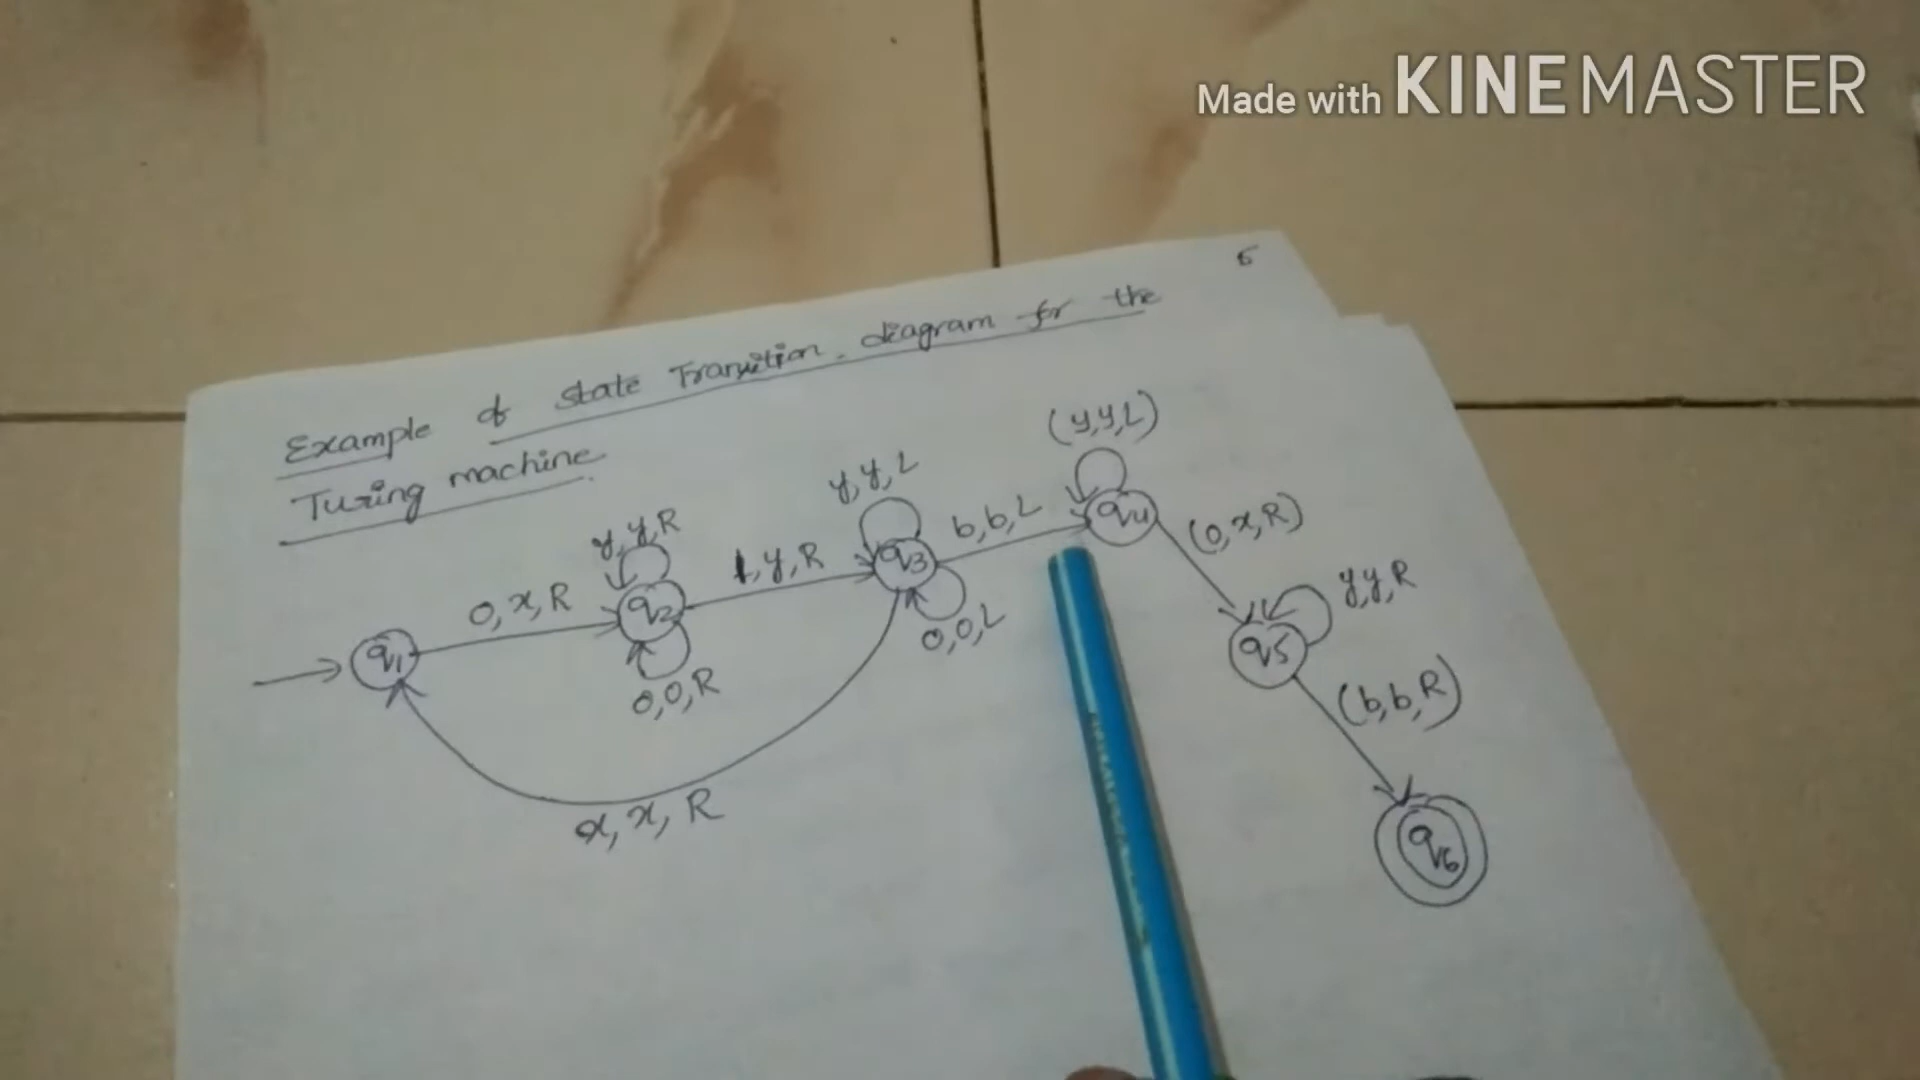 Made with KINEMASTER
6
Example of State Transition diagram for the
Turing machine
(y,y,L)
y,y,L
y,y,R
1,y,R
b,b,L
q4
(0,x,R)
0,x,R
q3
y,y,R
q1
q2
0,0,L
q5
0,0,R
(b,b,R)
x, x, R
q6